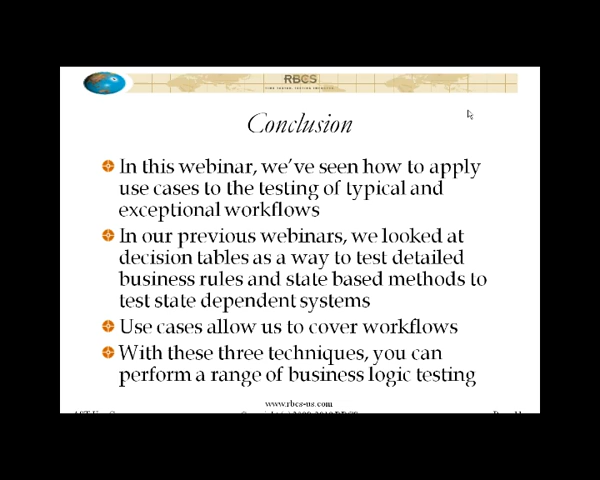 RBCS
Conclusion
In this webinar, we've seen how to apply
use cases to the testing of typical and
exceptional workflows
In our previous webinars, we looked at
decision tables as a way to test detailed
business rules and state based methods to
test state dependent systems
Use cases allow us to cover workflows
With these three techniques, you can
perform a range of business logic testing
www.rbcs-us.com